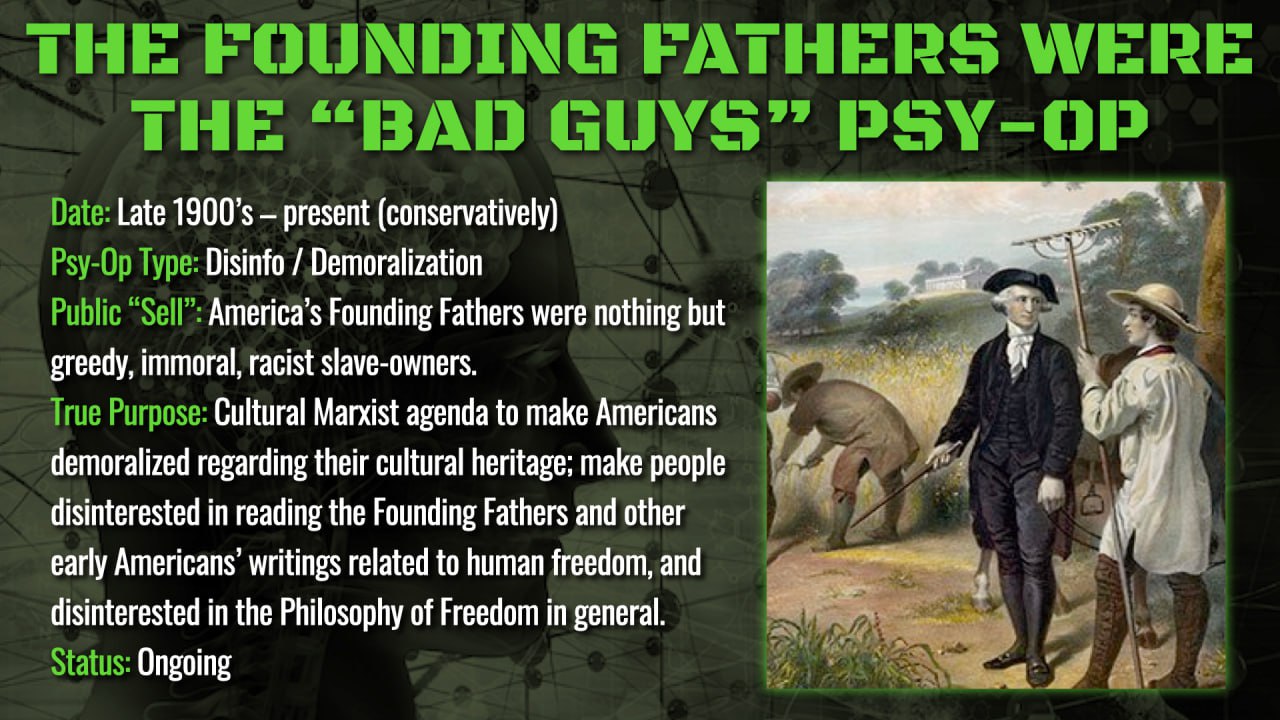 THE FOUNDING FATHERS WERE
THE “BAD GUYS” PSY-OP
Date: Late 1900’s – present (conservatively)
Psy-Op Type: Disinfo / Demoralization
Public “Sell”: America’s Founding Fathers were nothing but
greedy, immoral, racist slave-owners.
True Purpose: Cultural Marxist agenda to make Americans
demoralized regarding their cultural heritage; make people
disinterested in reading the Founding Fathers and other
early Americans’ writings related to human freedom, and
disinterested in the Philosophy of Freedom in general.
Status: Ongoing